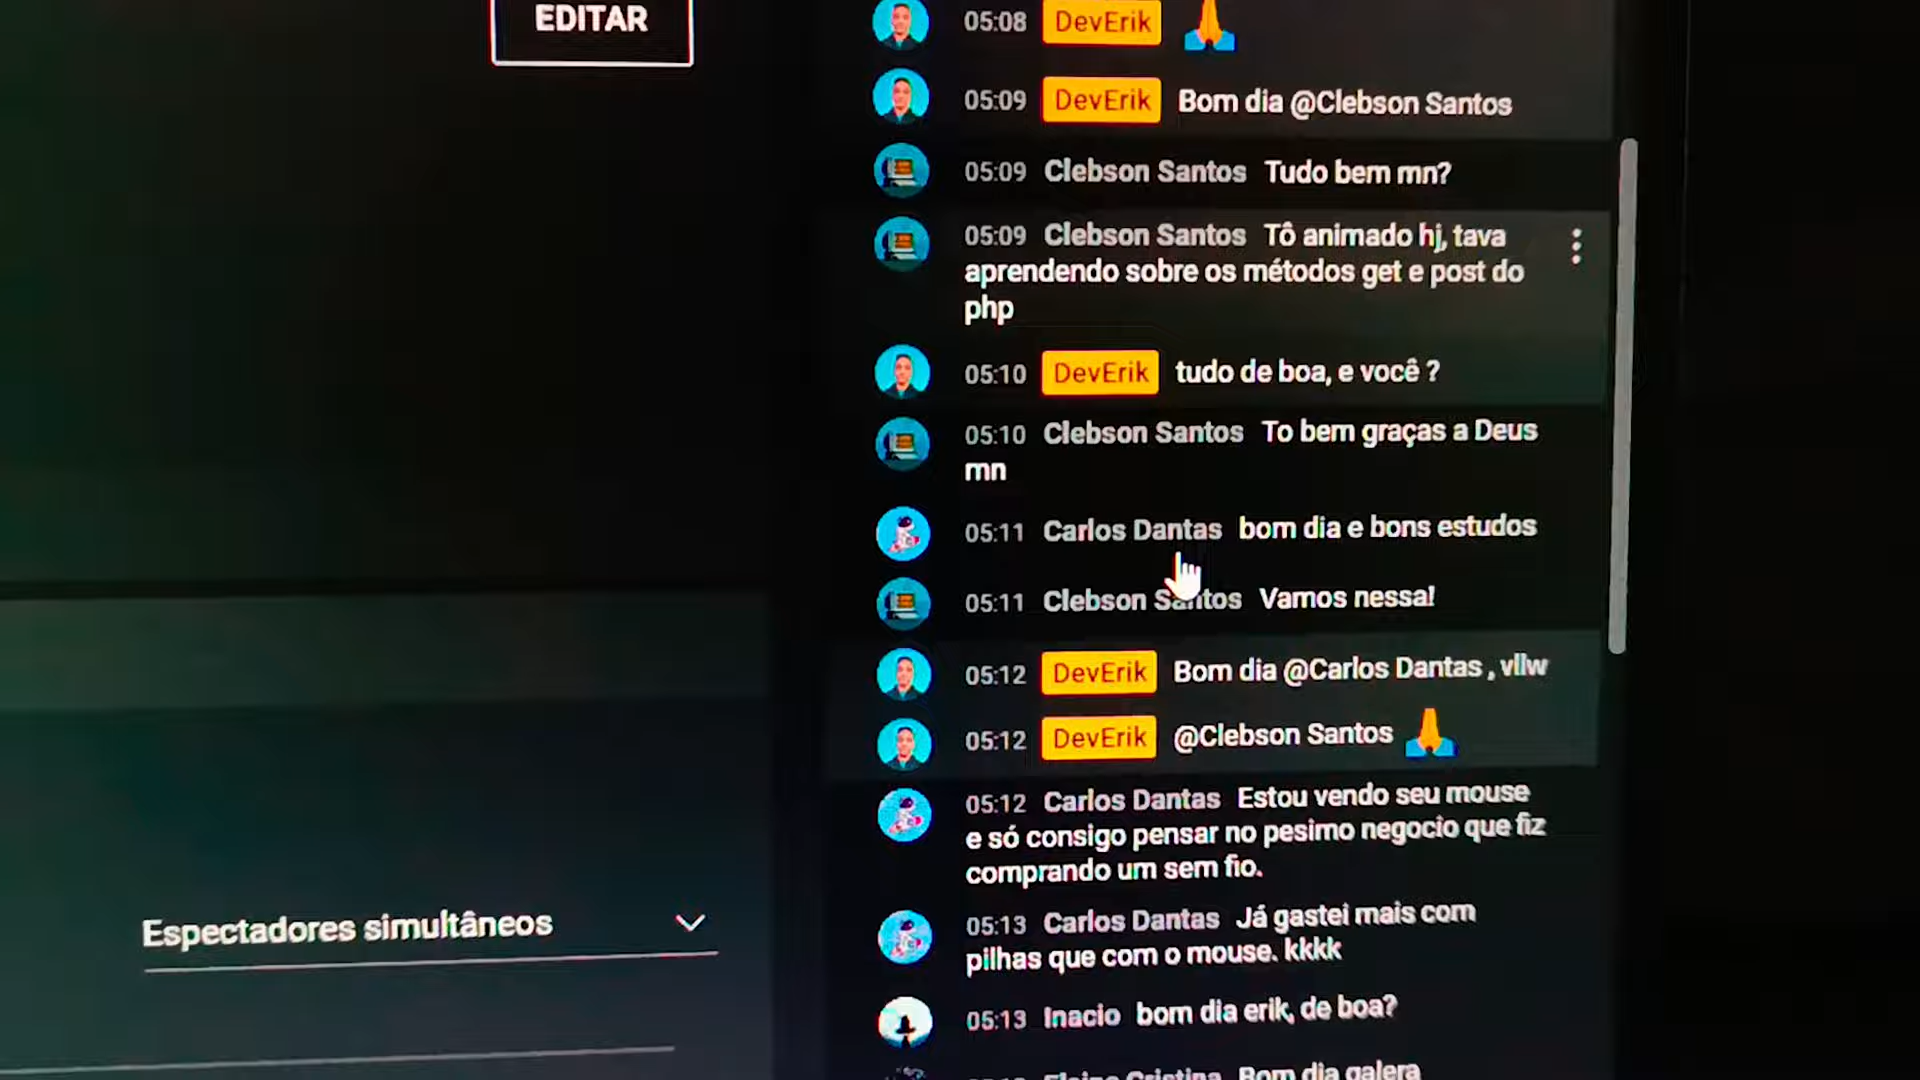 EDITAR
05:08 DevErik
05:09 DevErik Bom dia @Clebson Santos
05:09 Clebson Santos Tudo bem mn?
05:09 Clebson Santos Tô animado hj, tava
aprendendo sobre os métodos get e post do
php
05:10 DevErik tudo de boa, e você ?
05:10 Clebson Santos To bem graças a Deus
mn
05:11 Carlos Dantas bom dia e bons estudos
05:11 Clebson Santos Vamos nessa!
05:12 DevErik Bom dia @Carlos Dantas , vllw
05:12 DevErik @Clebson Santos
05:12 Carlos Dantas Estou vendo seu mouse
e só consigo pensar no pesimo negocio que fiz
comprando um sem fio.
05:13 Carlos Dantas Já gastei mais com
pilhas que com o mouse. kkkk
05:13 Inacio bom dia erik, de boa?
Cristina Bom dia galera
Espectadores simultâneos